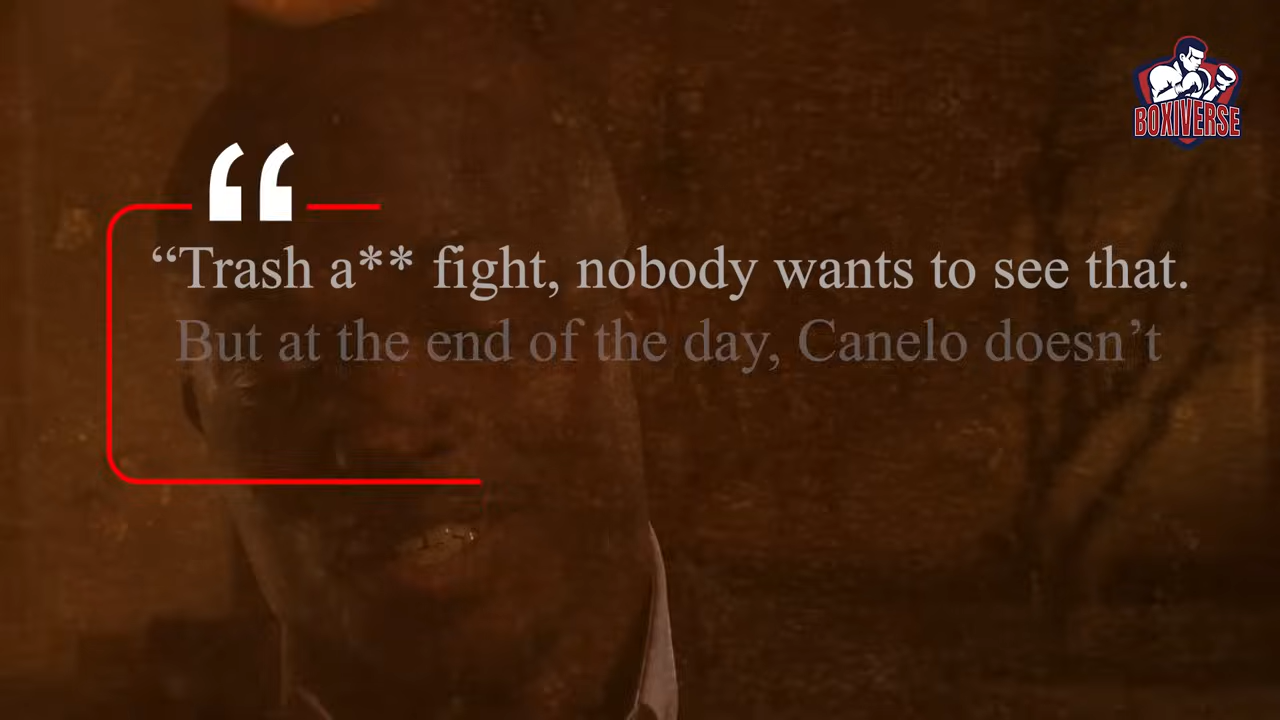 BOXIVERSE
“Trash a** fight, nobody wants to see that.
But at the end of the day, Canelo doesn’t